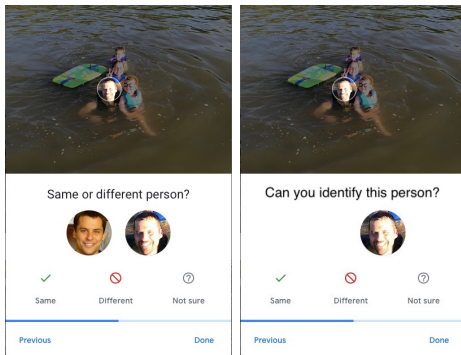 Same or different person?
Same
Different
Not sure
Previous
Done
Can you identify this person?
Same
Different
Not sure
Previous
Done